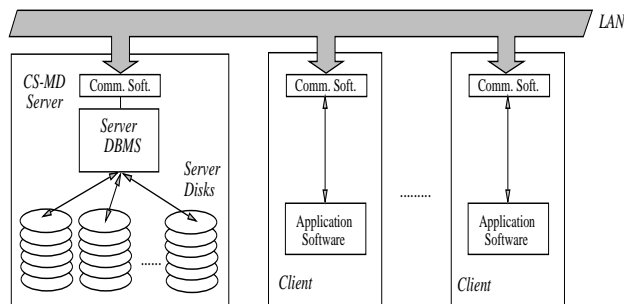 LAN
CS-MD
Server
Comm. Soft.
Server
DBMS
Server
Disks
......
Comm. Soft.
Application
Software
Client
.........
Comm. Soft.
Application
Software
Client